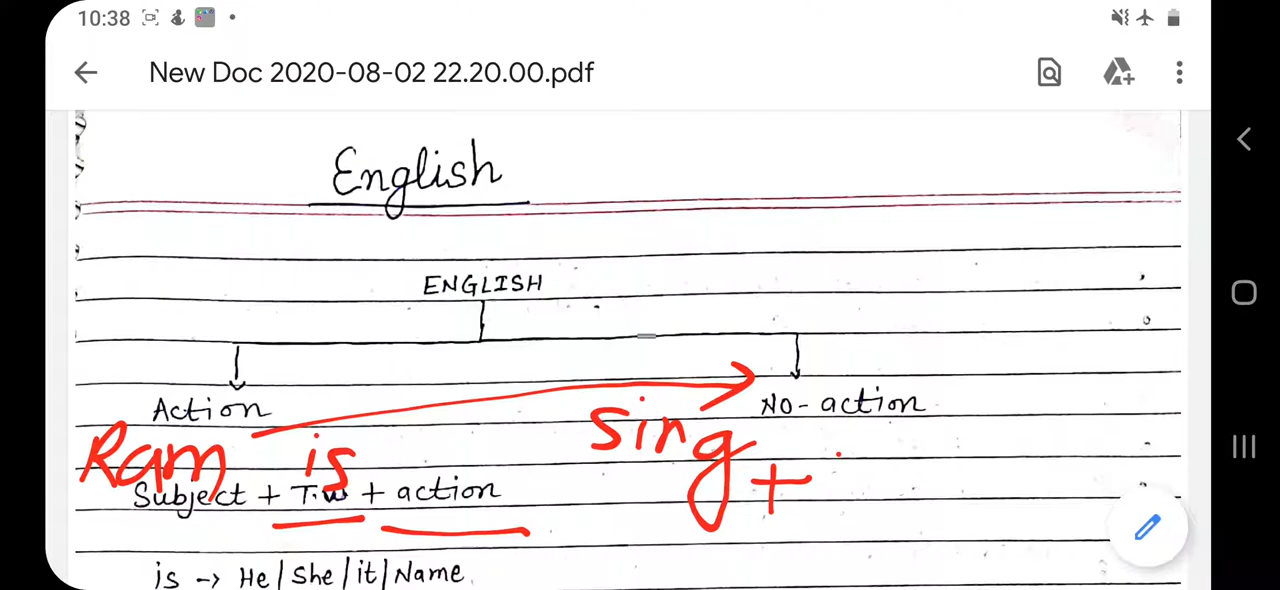 10:38
New Doc 2020-08-02 22.20.00.pdf
English
ENGLISH
Action
No-action
Ram is sing +
Subject + T.W + action
is → He/She/it/Name